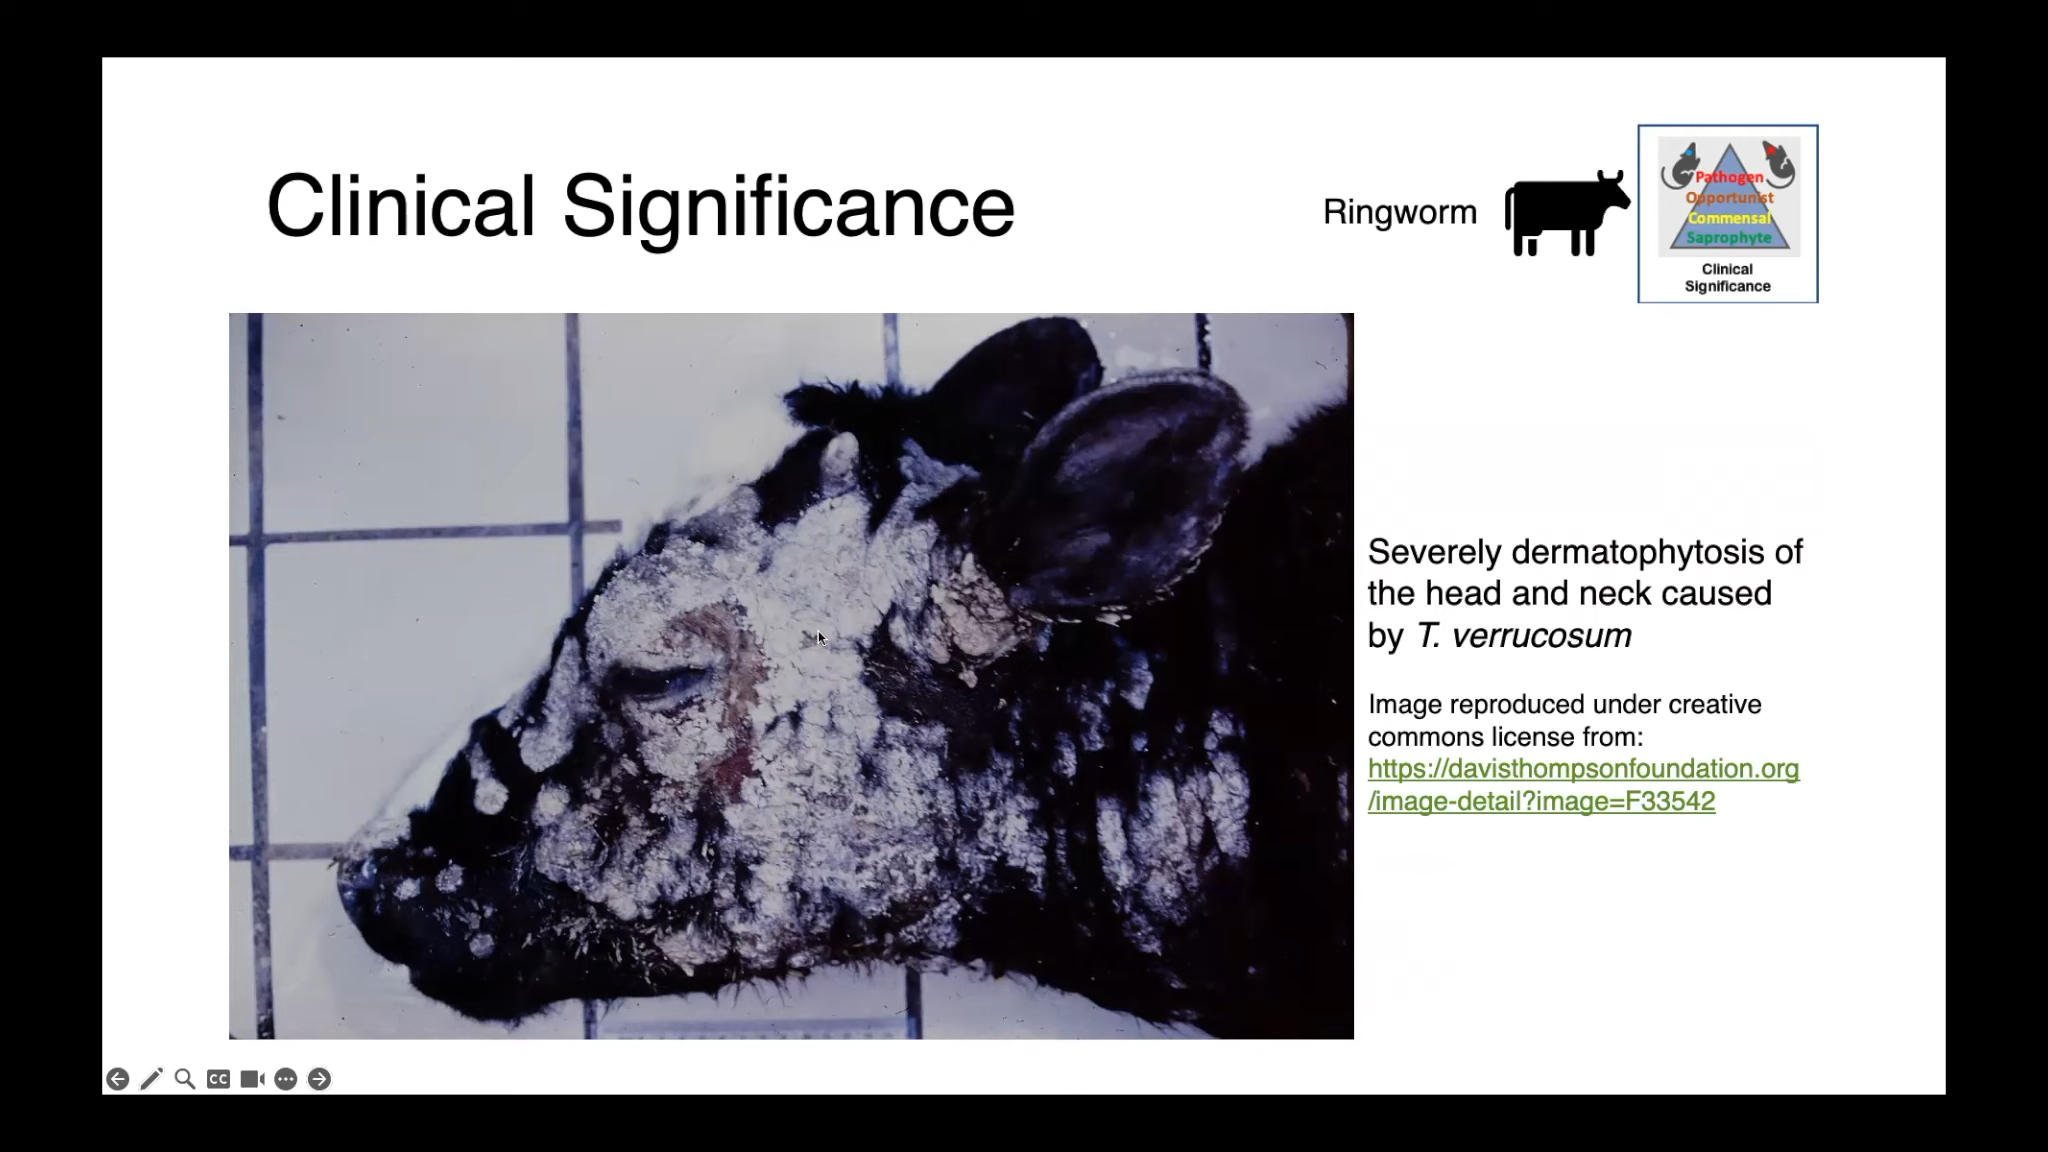 Clinical Significance
Ringworm
Pathogen
Opportunist
Commensal
Saprophyte
Clinical
Significance
Severely dermatophytosis of
the head and neck caused
by T. verrucosum
Image reproduced under creative
commons license from:
https://davisthompsonfoundation.org
/image-detail?image=F33542
CC